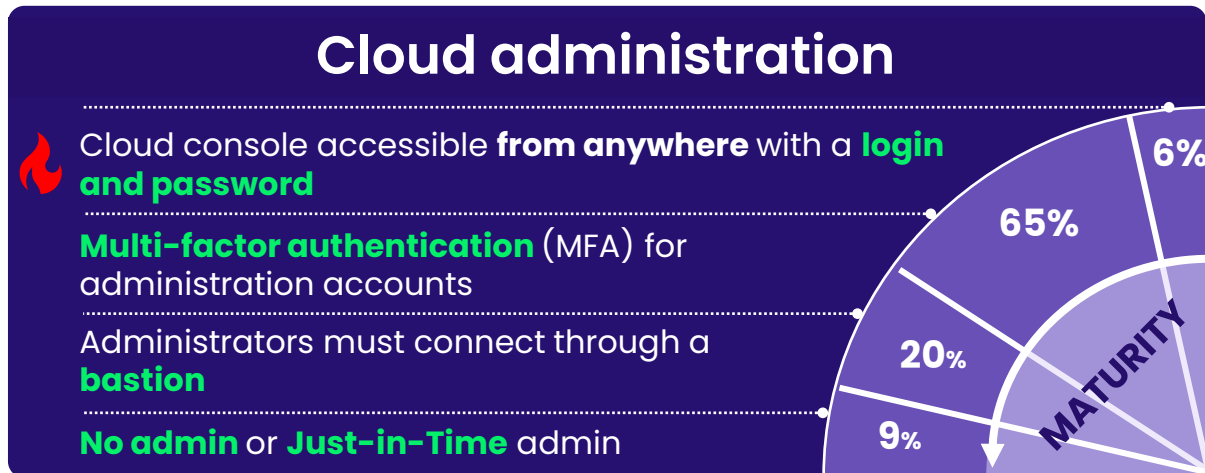 Cloud administration
Cloud console accessible from anywhere with a login
and password
6%
65%
Multi-factor authentication (MFA) for
administration accounts
Administrators must connect through a
bastion
20%
MATURITY
No admin or Just-in-Time admin
9%